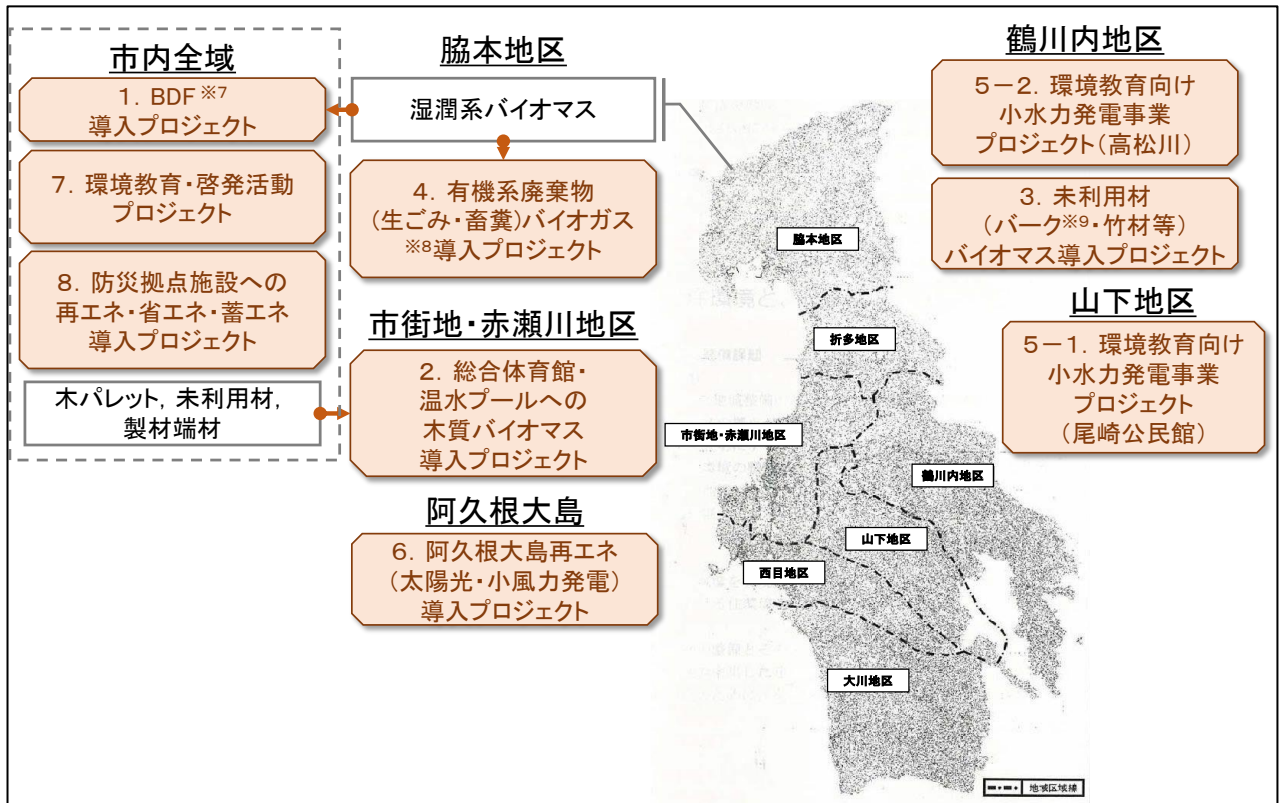 市内全域
1. BDF※7
導入プロジェクト
7. 環境教育・啓発活動
プロジェクト
8. 防災拠点施設への
再エネ・省エネ・蓄エネ
導入プロジェクト
木パレット, 未利用材,
製材端材
脇本地区
湿潤系バイオマス
4. 有機系廃棄物
(生ごみ・畜糞)バイオガス
※8導入プロジェクト
市街地・赤瀬川地区
2. 総合体育館・
温水プールへの
木質バイオマス
導入プロジェクト
阿久根大島
6. 阿久根大島再エネ
(太陽光・小風力発電)
導入プロジェクト
鶴川内地区
5-2. 環境教育向け
小水力発電事業
プロジェクト(高松川)
3. 未利用材
(バーク※9・竹材等)
バイオマス導入プロジェクト
山下地区
5-1. 環境教育向け
小水力発電事業
プロジェクト
(尾崎公民館)
脇本地区
折多地区
市街地・赤瀬川地区
鶴川内地区
山下地区
西目地区
大川地区
地域区域線